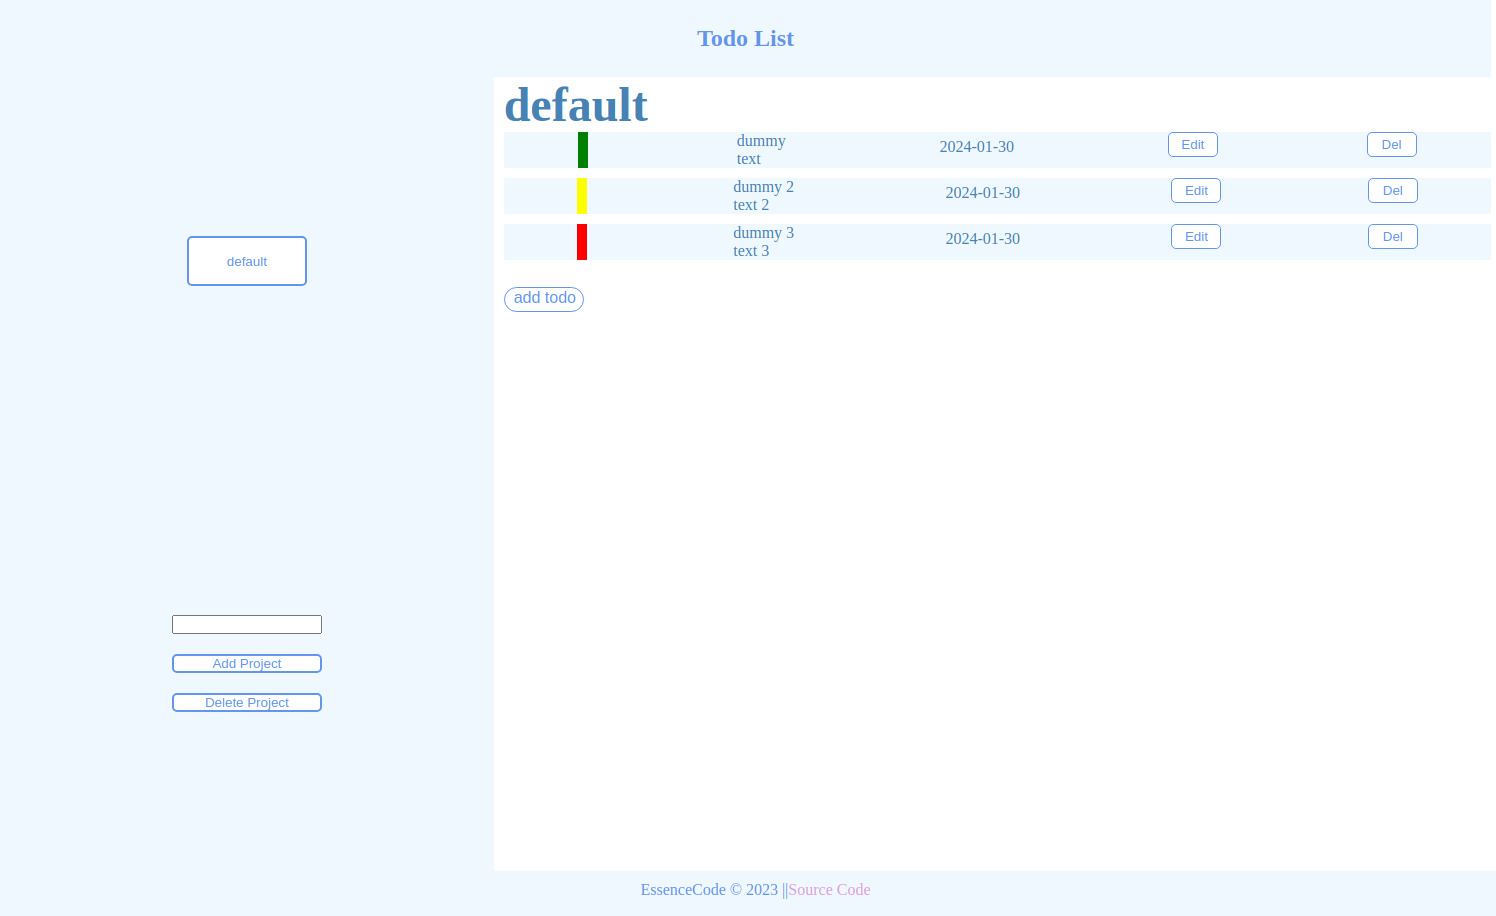 Todo List
default
default
dummy
text
2024-01-30
Edit
Del
dummy 2
text 2
2024-01-30
Edit
Del
dummy 3
text 3
2024-01-30
Edit
Del
add todo
Add Project
Delete Project
EssenceCode © 2023 ||Source Code